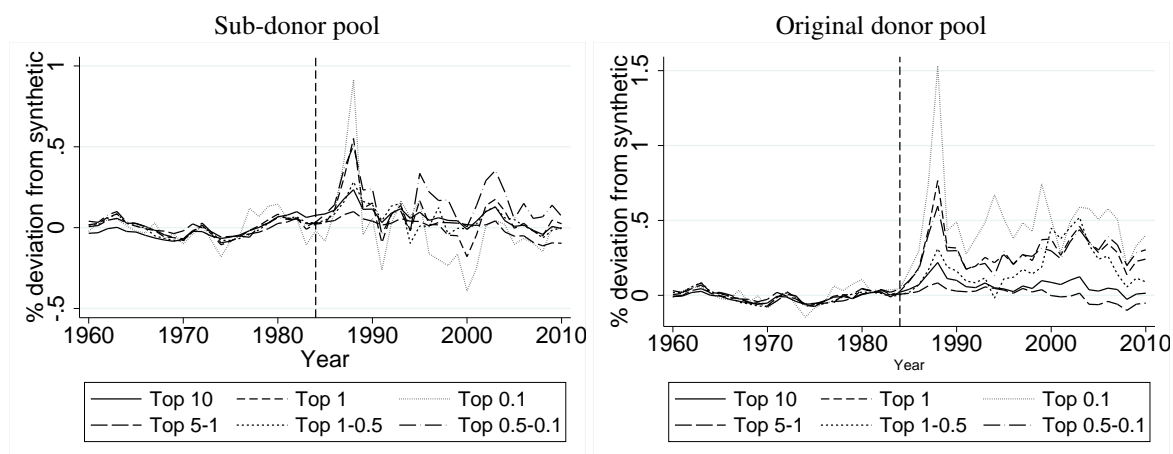 Sub-donor pool
% deviation from synthetic
1
.5
0
-.5
1960 1970 1980 1990 2000 2010
Year
Top 10 Top 1 Top 0.1
Top 5-1 Top 1-0.5 Top 0.5-0.1
Original donor pool
% deviation from synthetic
1.5
1
.5
0
1960 1970 1980 1990 2000 2010
Year
Top 10 Top 1 Top 0.1
Top 5-1 Top 1-0.5 Top 0.5-0.1